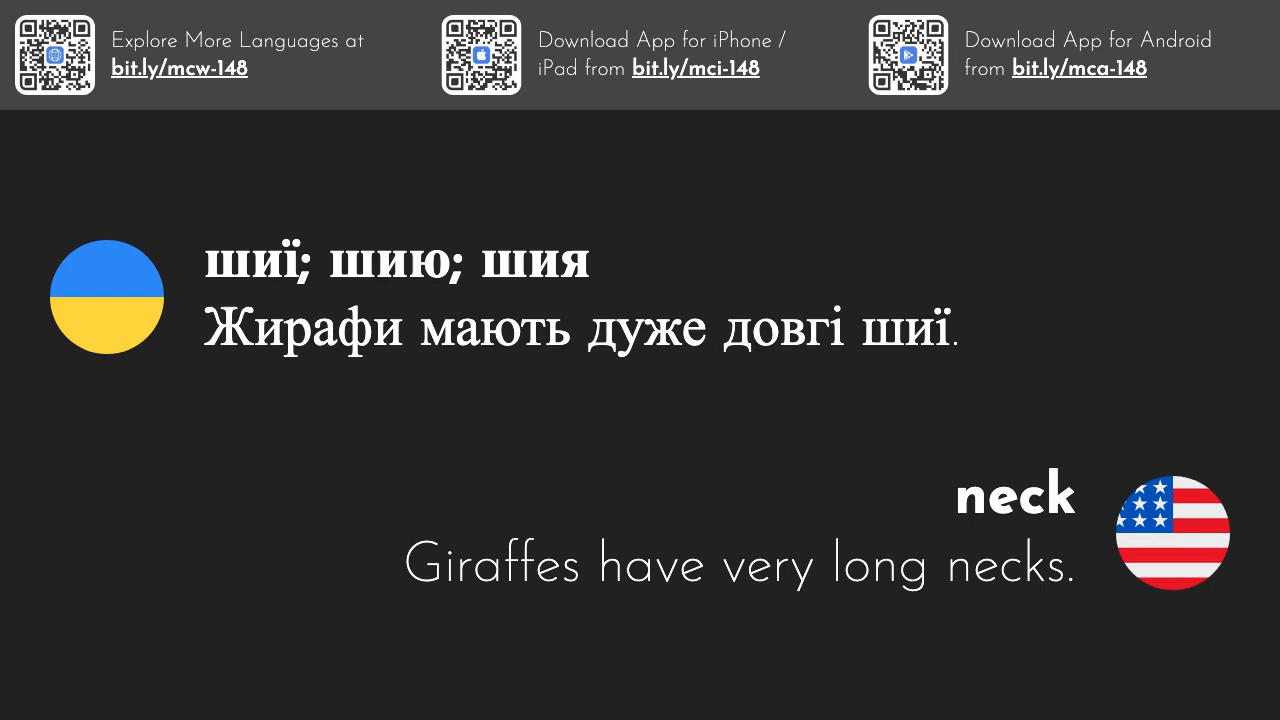 Explore More Languages at
bit.ly/mcw-148
Download App for iPhone /
iPad from bit.ly/mci-148
Download App for Android
from bit.ly/mca-148
шиї; шию; шия
Жирафи мають дуже довгі шиї.
neck
Giraffes have very long necks.